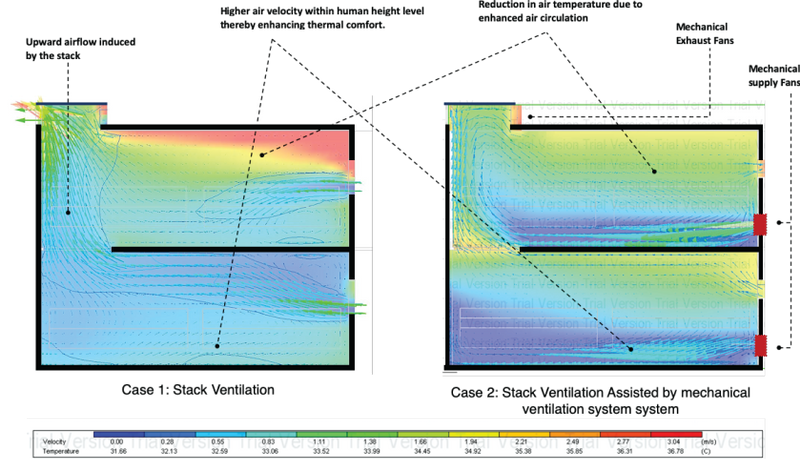 Higher air velocity within human height level
thereby enhancing thermal comfort.
Reduction in air temperature due to
enhanced air circulation
Mechanical
Exhaust Fans
Mechanical
supply Fans
Upward airflow induced
by the stack
Case 1: Stack Ventilation
Case 2: Stack Ventilation Assisted by mechanical
ventilation system system
Velocity 0.00 0.28 0.55 0.83 1.11 1.38 1.66 1.94 2.21 2.49 2.77 3.04 (m/s)
Temperature 31.66 32.13 32.59 33.06 33.52 33.99 34.45 34.92 35.38 35.85 36.31 36.78 (C)